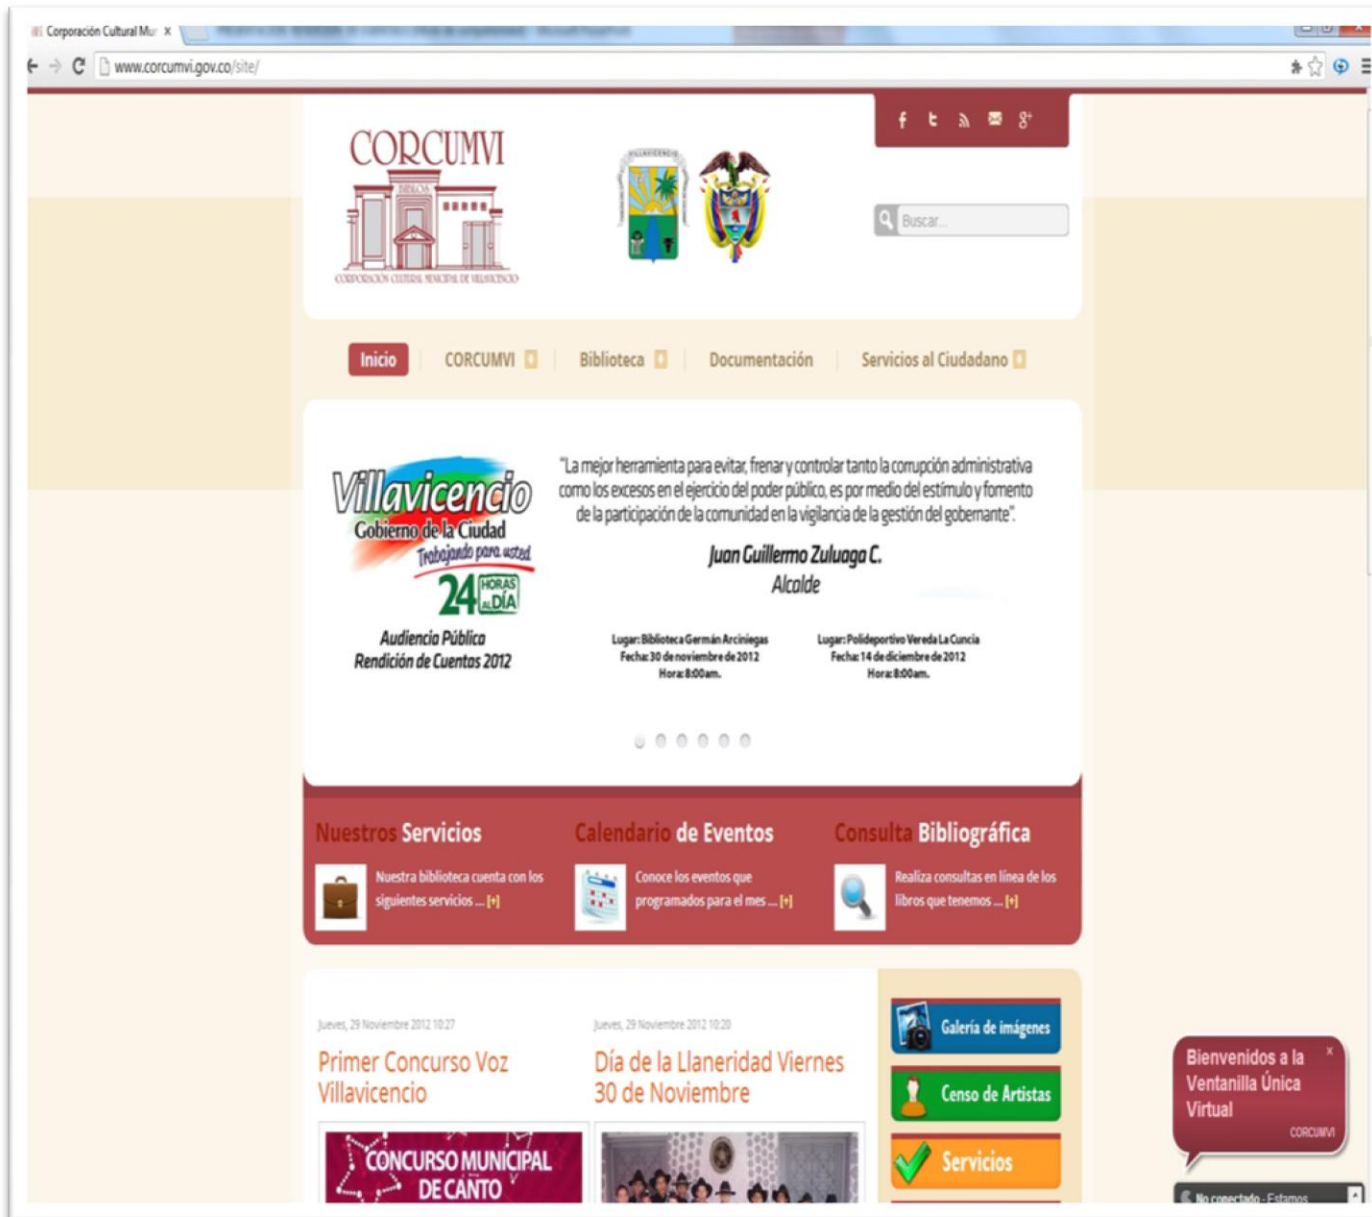 Corporación Cultural Mun
www.corcumvi.gov.co/site/
CORCUMVI
BIBLOS
CORPORACIÓN CULTURAL MUNICIPAL DE VILLAVICENCIO
VILLAVICENCIO
Buscar...
Inicio
CORCUMVI
Biblioteca
Documentación
Servicios al Ciudadano
Villavicencio
Gobierno de la Ciudad
Trabajando para usted
24 HORAS
AL DÍA
Audiencia Pública
Rendición de Cuentas 2012
"La mejor herramienta para evitar, frenar y controlar tanto la corrupción administrativa
como los excesos en el ejercicio del poder público, es por medio del estímulo y fomento
de la participación de la comunidad en la vigilancia de la gestión del gobernante".
Juan Guillermo Zuluaga C.
Alcalde
Lugar: Biblioteca Germán Arciniegas
Fecha: 30 de noviembre de 2012
Hora: 8:00am.
Lugar: Polideportivo Vereda La Cuncia
Fecha: 14 de diciembre de 2012
Hora: 8:00am.
Nuestros Servicios
Nuestra biblioteca cuenta con los
siguientes servicios ... [+]
Calendario de Eventos
Conoce los eventos que
programados para el mes ... [+]
Consulta Bibliográfica
Realiza consultas en línea de los
libros que tenemos ... [+]
Jueves, 29 Noviembre 2012 10:27
Primer Concurso Voz
Villavicencio
CONCURSO MUNICIPAL
DE CANTO
Jueves, 29 Noviembre 2012 10:20
Día de la Llaneridad Viernes
30 de Noviembre
Galería de imágenes
Censo de Artistas
Servicios
Bienvenidos a la
Ventanilla Única
Virtual
CORCUMVI
No conectado - Estamos